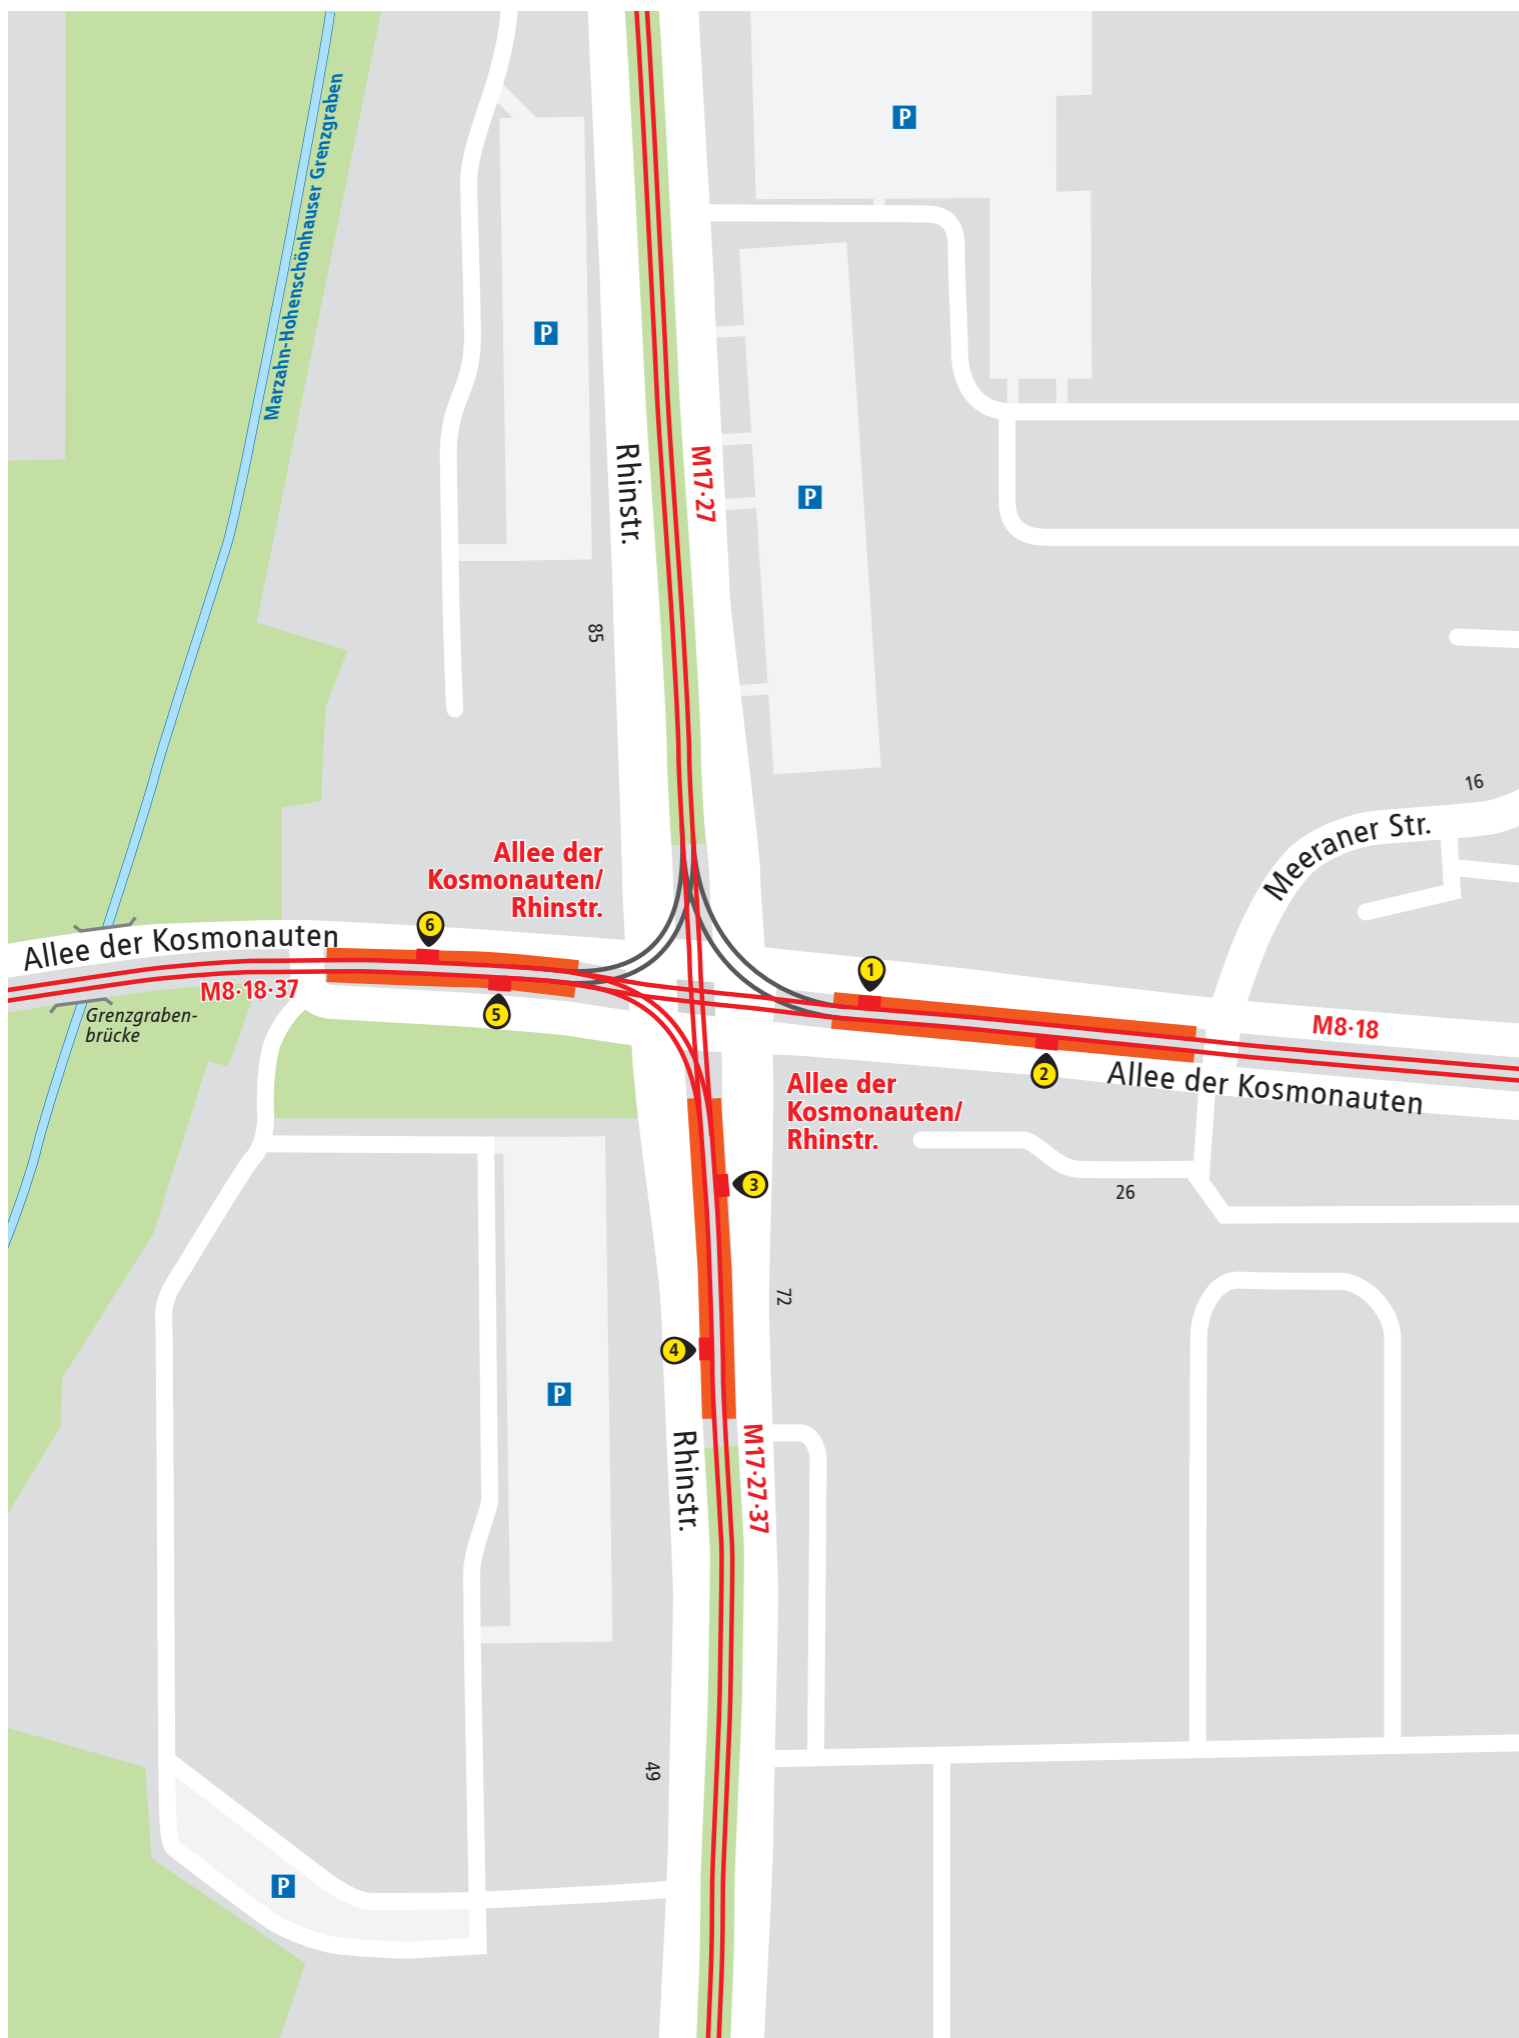 P
Marzahn-Hohenschönhauser Grenzgraben
P
Rhinstr.
M17·27
P
85
16
Meeraner Str.
Allee der
Kosmonauten/
Rhinstr.
6
Allee der Kosmonauten
1
M8·18·37
5
Grenzgraben-
brücke
M8·18
2
Allee der Kosmonauten
Allee der
Kosmonauten/
Rhinstr.
3
26
72
4
P
Rhinstr.
M17·27·37
49
P